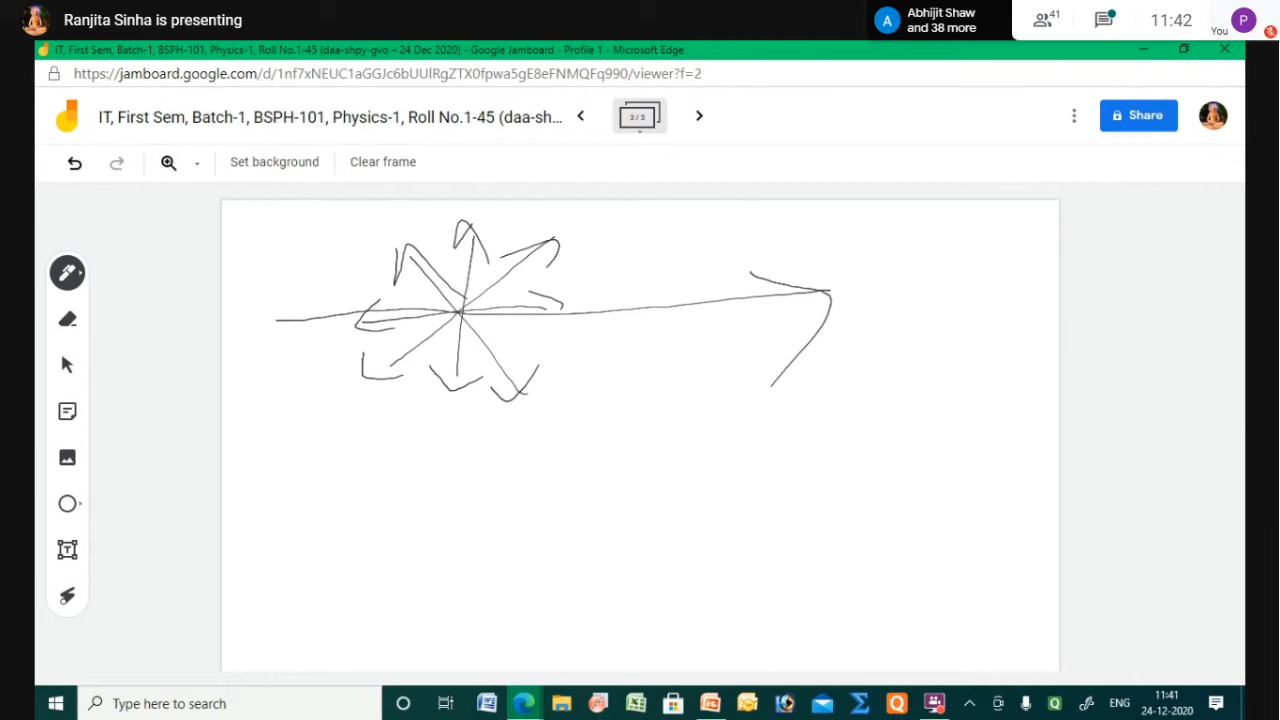 Ranjita Sinha is presenting
A
Abhijit Shaw
and 38 more
41
11:42
P
You
IT, First Sem, Batch-1, BSPH-101, Physics-1, Roll No.1-45 (daa-shpy-gvo – 24 Dec 2020) - Google Jamboard - Profile 1 - Microsoft Edge
https://jamboard.google.com/d/1nf7xNEUC1aGGJc6bUUlRgZTX0fpwa5gE8eFNMQFq990/viewer?f=2
IT, First Sem, Batch-1, BSPH-101, Physics-1, Roll No.1-45 (daa-sh...
3 / 3
Share
Set background
Clear frame
Type here to search
ENG
11:41
24-12-2020